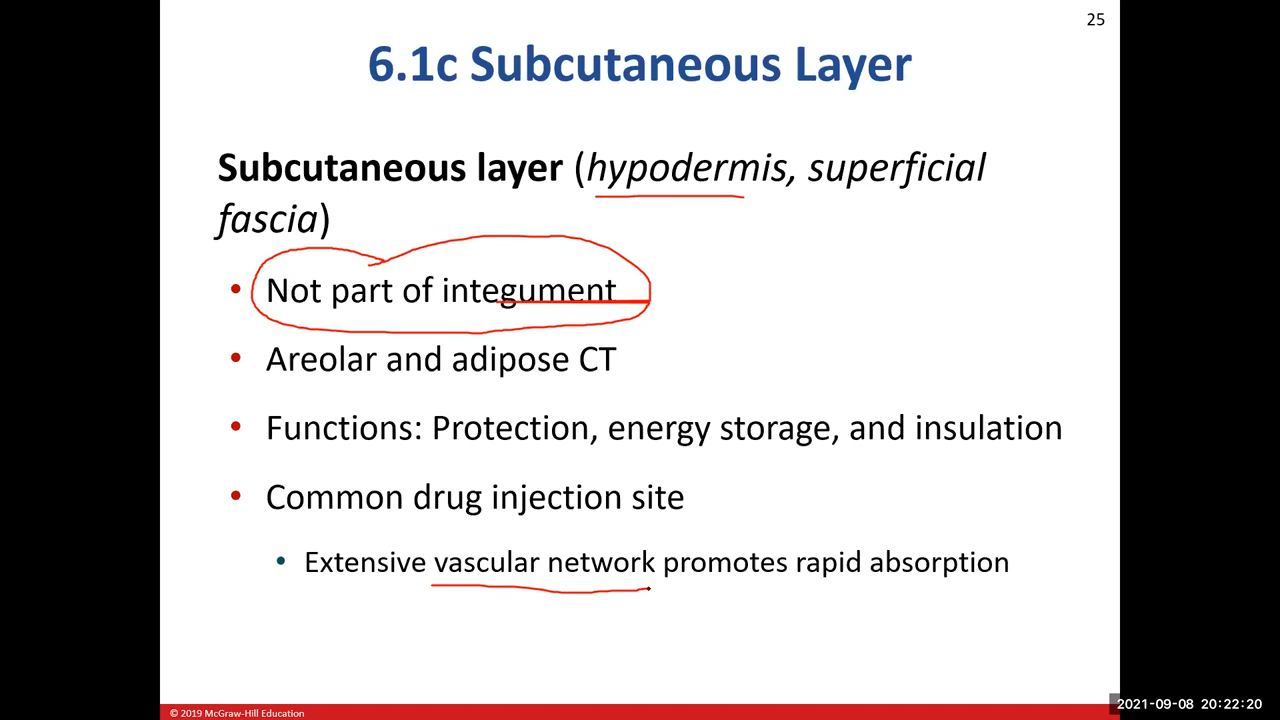 25
6.1c Subcutaneous Layer
Subcutaneous layer (hypodermis, superficial
fascia)
• Not part of integument
• Areolar and adipose CT
• Functions: Protection, energy storage, and insulation
• Common drug injection site
• Extensive vascular network promotes rapid absorption
© 2019 McGraw-Hill Education
2021-09-08 20:22:20